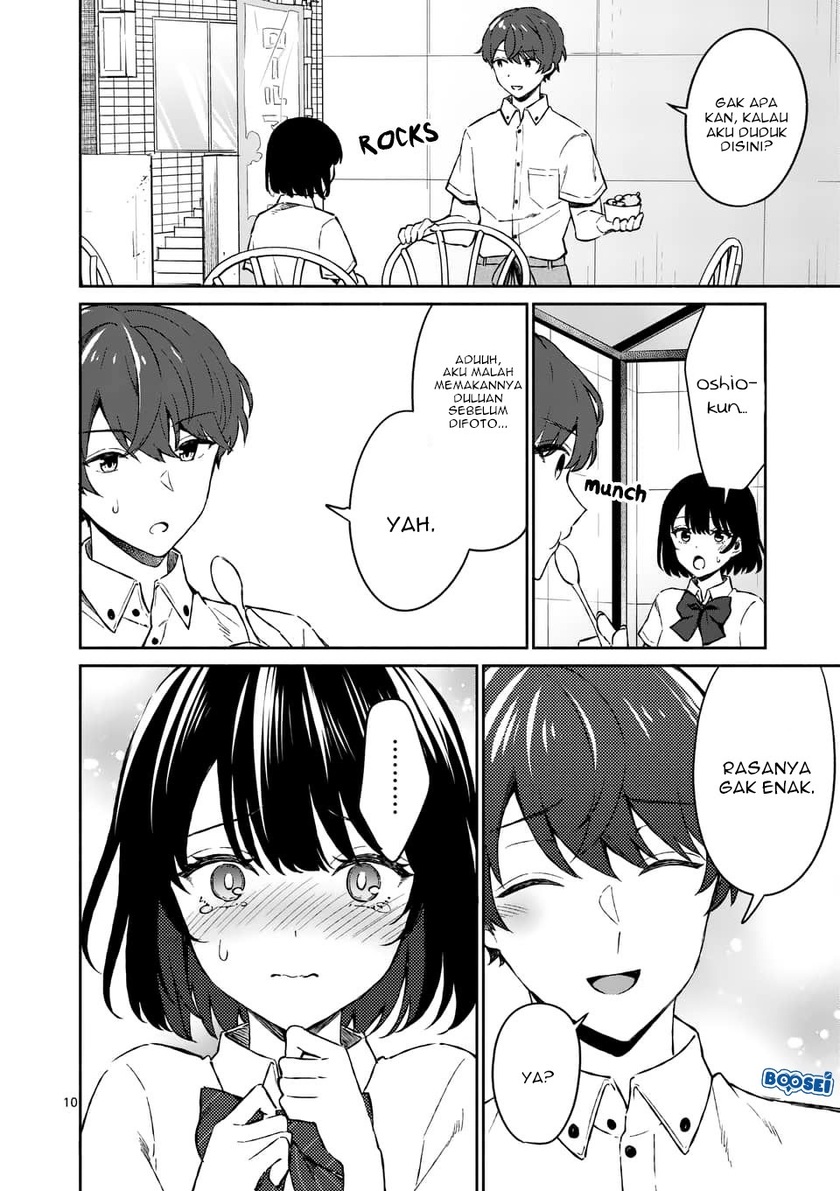 GAK APA
KAN, KALAU
AKU DUDUK
DISINI?
ROCKS
OSHIO-
KUN...
munch
ADUUH,
AKU MALAH
MEMAKANNYA
DULUAN
SEBELUM
DIFOTO...
YAH.
RASANYA
GAK ENAK.
YA?
..........
10
BOOSEI